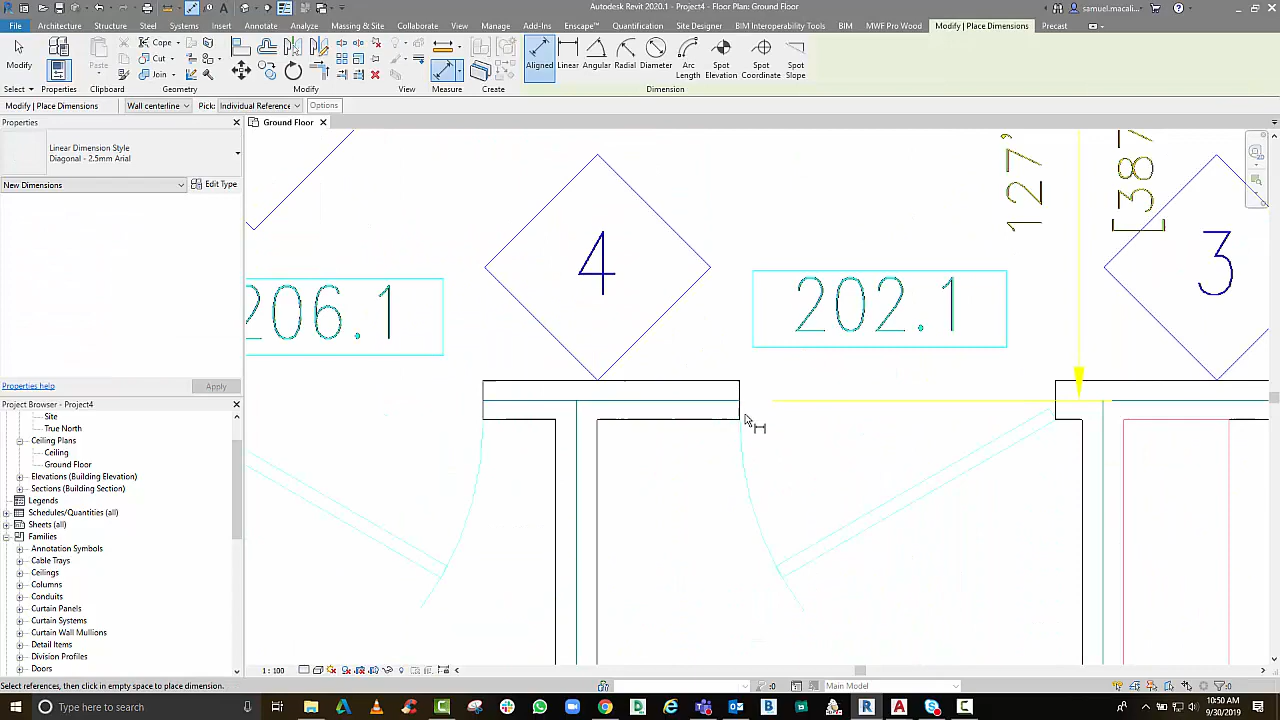 Autodesk Revit 2020.1 - Project4 - Floor Plan: Ground Floor
samuel.macali...
File Architecture Structure Steel Systems Insert Annotate Analyze Massing & Site Collaborate View Manage Add-Ins Enscape™ Quantification Site Designer BIM Interoperability Tools BIM MWF Pro Wood Modify | Place Dimensions Precast
Cope
Cut
Join
Modify Paste Aligned Linear Angular Radial Diameter Arc Length Spot Elevation Spot Coordinate Spot Slope
Select Properties Clipboard Geometry Modify View Measure Create Dimension
Modify | Place Dimensions Wall centerline Pick: Individual Reference Options
Properties
Ground Floor
Linear Dimension Style
Diagonal - 2.5mm Arial
New Dimensions Edit Type
Properties help Apply
Project Browser - Project4
Site
True North
Ceiling Plans
Ceiling
Ground Floor
Elevations (Building Elevation)
Sections (Building Section)
Legends
Schedules/Quantities (all)
Sheets (all)
Families
Annotation Symbols
Cable Trays
Ceilings
Columns
Conduits
Curtain Panels
Curtain Systems
Curtain Wall Mullions
Detail Items
Division Profiles
Doors
4
3
206.1
202.1
127'
[387
1 : 100
Select references, then click in empty space to place dimension.
:0
Main Model
:0
Type here to search
10:50 AM
9/30/2019